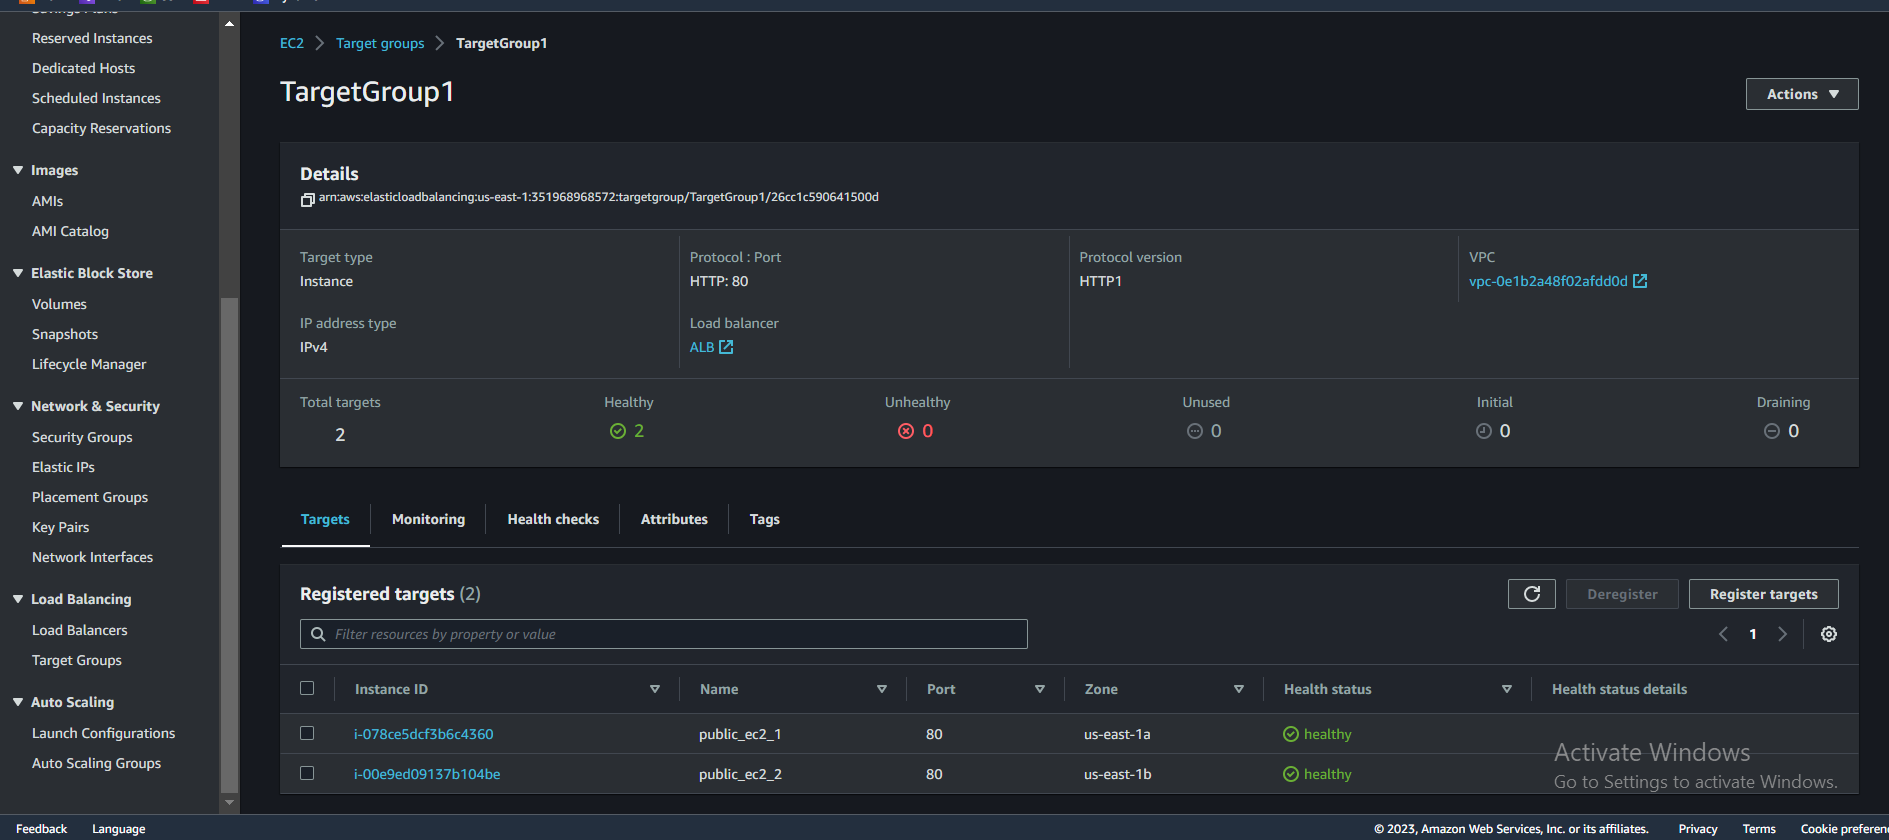 Reserved Instances
Dedicated Hosts
Scheduled Instances
Capacity Reservations
Images
AMIs
AMI Catalog
Elastic Block Store
Volumes
Snapshots
Lifecycle Manager
Network & Security
Security Groups
Elastic IPs
Placement Groups
Key Pairs
Network Interfaces
Load Balancing
Load Balancers
Target Groups
Auto Scaling
Launch Configurations
Auto Scaling Groups
EC2 > Target groups > TargetGroup1
TargetGroup1
Actions
Details
arn:aws:elasticloadbalancing:us-east-1:351968968572:targetgroup/TargetGroup1/26cc1c590641500d
Target type
Instance
Protocol : Port
HTTP: 80
Protocol version
HTTP1
VPC
vpc-0e1b2a48f02afdd0d
IP address type
IPv4
Load balancer
ALB
Total targets
2
Healthy
2
Unhealthy
0
Unused
0
Initial
0
Draining
0
Targets Monitoring Health checks Attributes Tags
Registered targets (2)
Deregister
Register targets
Filter resources by property or value
1
Instance ID Name Port Zone Health status Health status details
i-078ce5dcf3b6c4360 public_ec2_1 80 us-east-1a healthy
i-00e9ed09137b104be public_ec2_2 80 us-east-1b healthy
Activate Windows
Go to Settings to activate Windows.
Feedback Language © 2023, Amazon Web Services, Inc. or its affiliates. Privacy Terms Cookie preferen